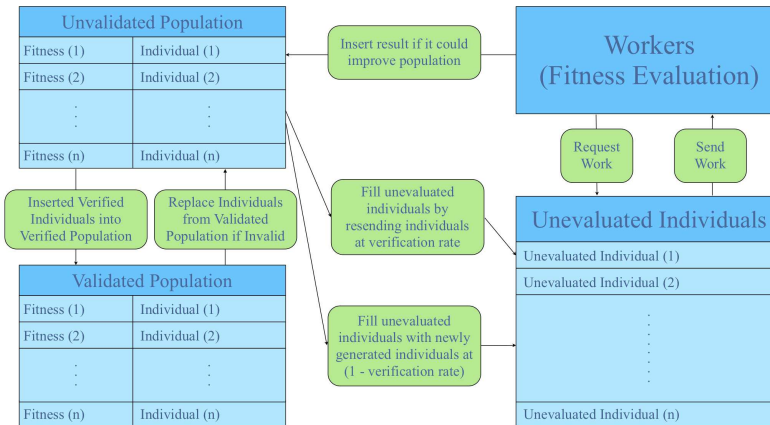 Unvalidated Population
Fitness (1) Individual (1)
Fitness (2) Individual (2)
Fitness (n) Individual (n)
Insert result if it could
improve population
Workers
(Fitness Evaluation)
Request
Work
Send
Work
Inserted Verified
Individuals into
Verified Population
Replace Individuals
from Validated
Population if Invalid
Fill unevaluated
individuals by
resending individuals
at verification rate
Unevaluated Individuals
Unevaluated Individual (1)
Unevaluated Individual (2)
Unevaluated Individual (n)
Validated Population
Fitness (1) Individual (1)
Fitness (2) Individual (2)
Fitness (n) Individual (n)
Fill unevaluated
individuals with newly
generated individuals at
(1 - verification rate)